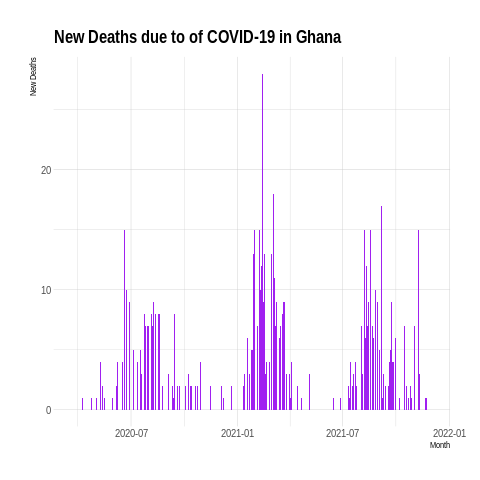 New Deaths due to of COVID-19 in Ghana
New Deaths
20
10
0
2020-07 2021-01 2021-07 2022-01
Month